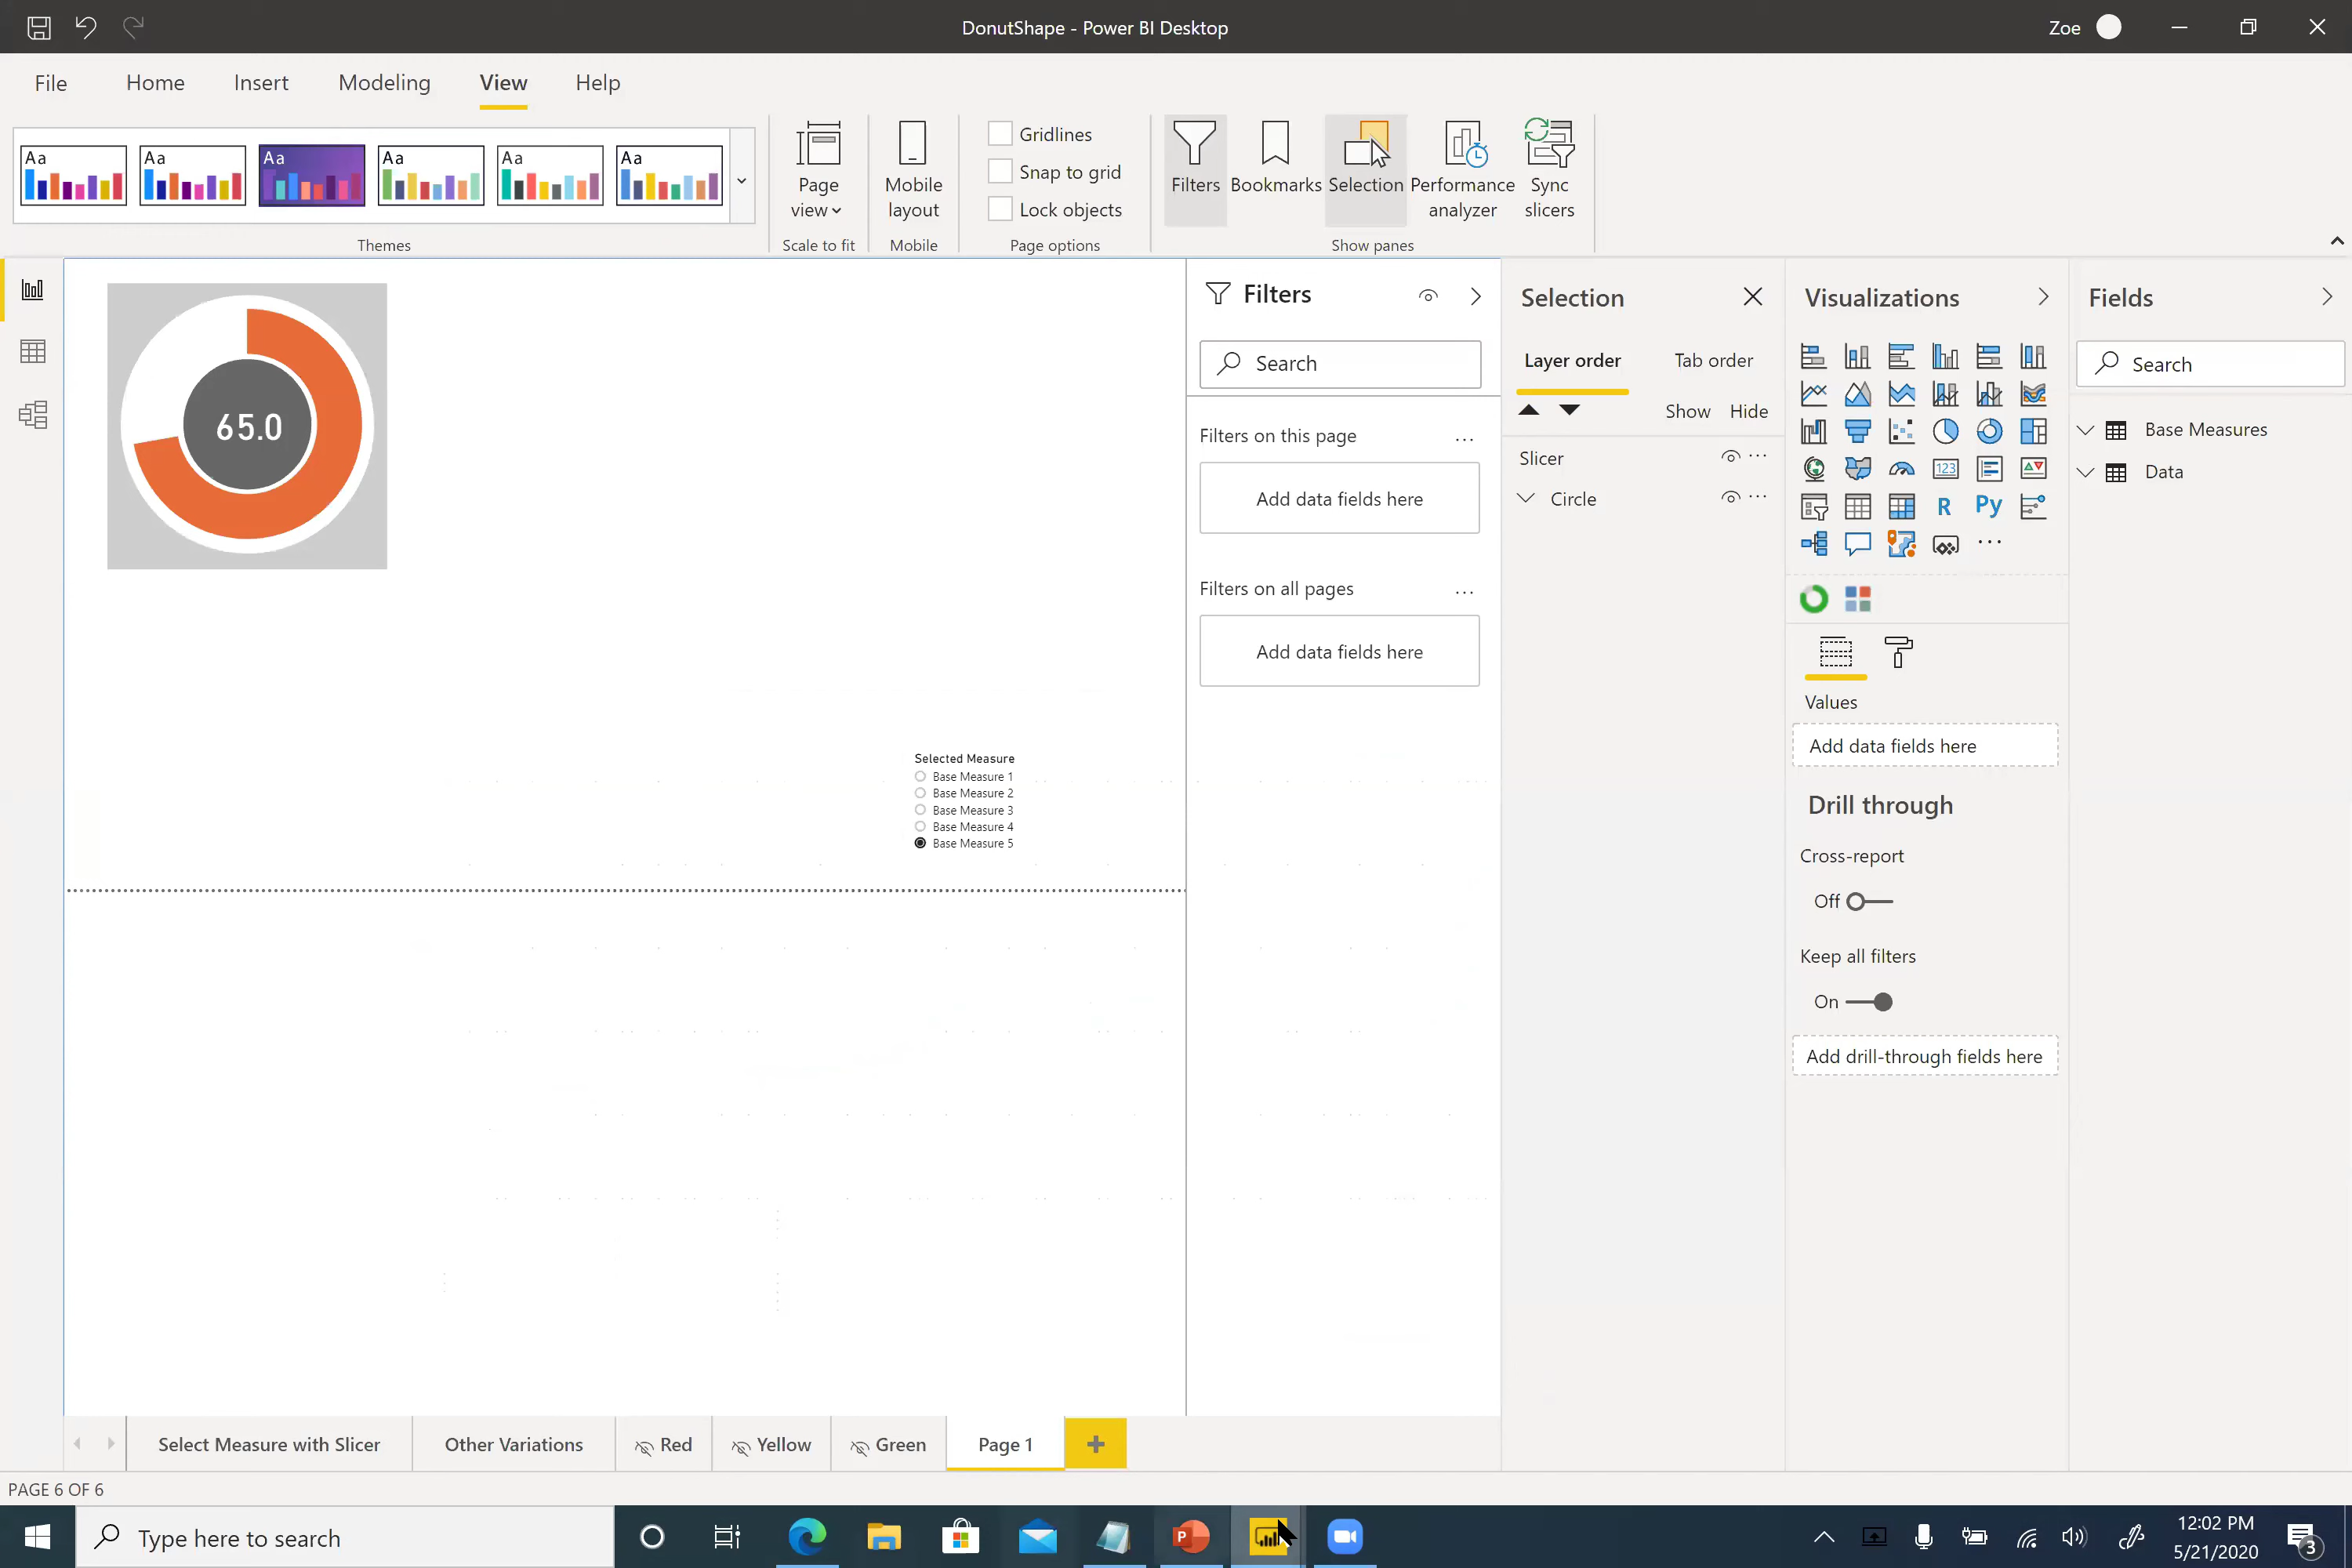 DonutShape - Power BI Desktop
Zoe
File Home Insert Modeling View Help
Aa Aa Aa Aa Aa Aa
Themes
Page view
Scale to fit
Mobile layout
Mobile
Gridlines
Snap to grid
Lock objects
Page options
Filters
Bookmarks
Selection
Performance analyzer
Sync slicers
Show panes
65.0
Selected Measure
Base Measure 1
Base Measure 2
Base Measure 3
Base Measure 4
Base Measure 5
Filters
Search
Filters on this page ...
Add data fields here
Filters on all pages ...
Add data fields here
Selection
Layer order Tab order
Show Hide
Slicer ...
Circle ...
Visualizations
123
R Py
...
Values
Add data fields here
Drill through
Cross-report
Off
Keep all filters
On
Add drill-through fields here
Fields
Search
Base Measures
Data
Select Measure with Slicer Other Variations Red Yellow Green Page 1 +
PAGE 6 OF 6
Type here to search
P
12:02 PM
5/21/2020
3